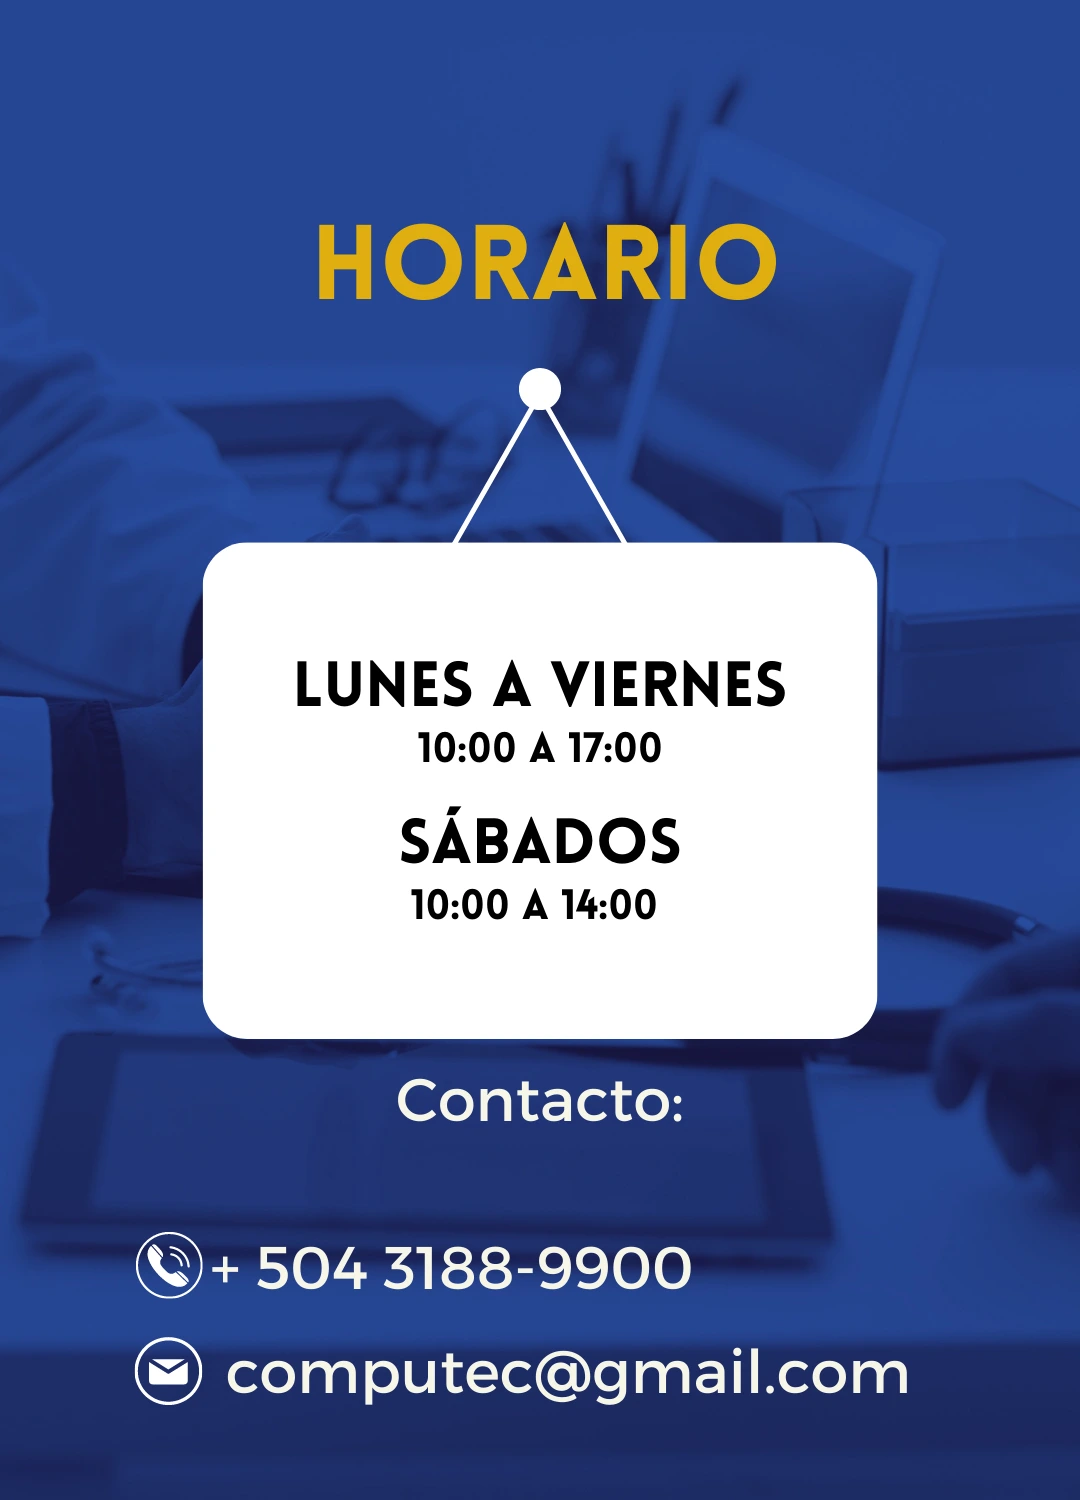 HORARIO
LUNES A VIERNES
10:00 A 17:00
SÁBADOS
10:00 A 14:00
Contacto:
+ 504 3188-9900
computec@gmail.com